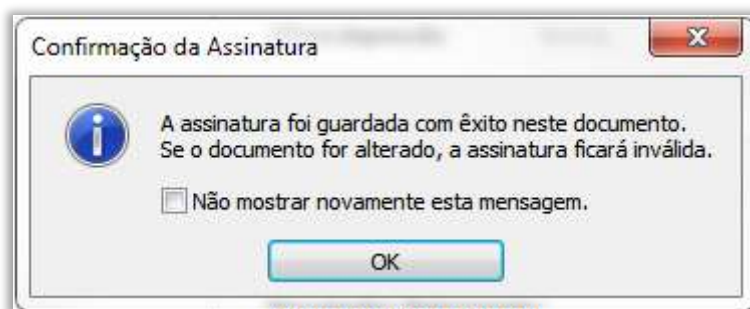 Confirmação da Assinatura
A assinatura foi guardada com êxito neste documento.
Se o documento for alterado, a assinatura ficará inválida.
Não mostrar novamente esta mensagem.
OK